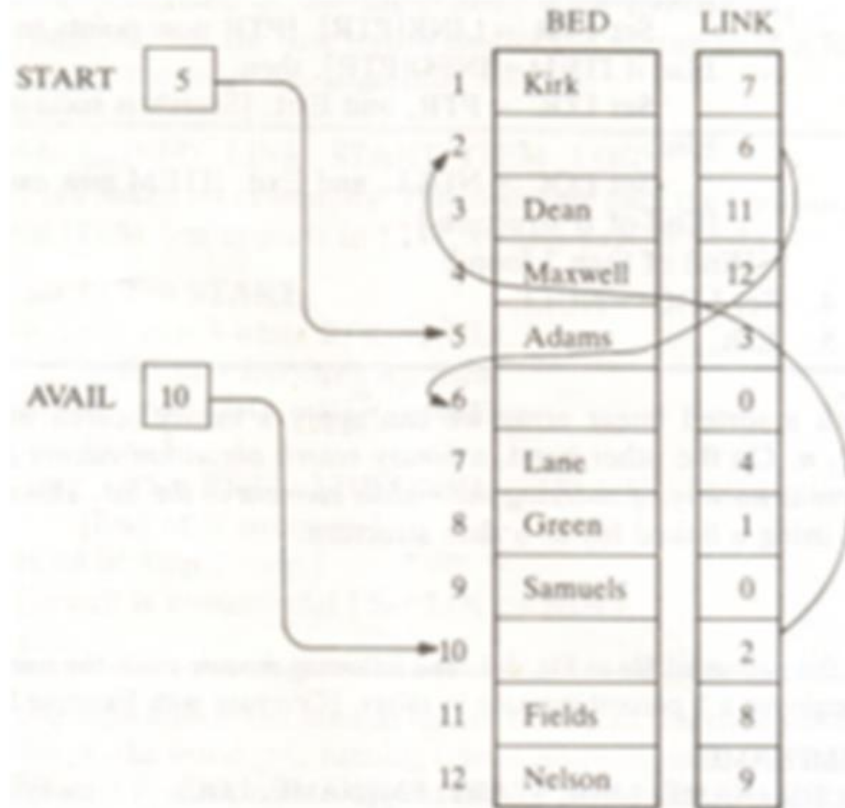 BED LINK
START 5
1 Kirk 7
2 6
3 Dean 11
4 Maxwell 12
5 Adams 3
AVAIL 10
6 0
7 Lane 4
8 Green 1
9 Samuels 0
10 2
11 Fields 8
12 Nelson 9